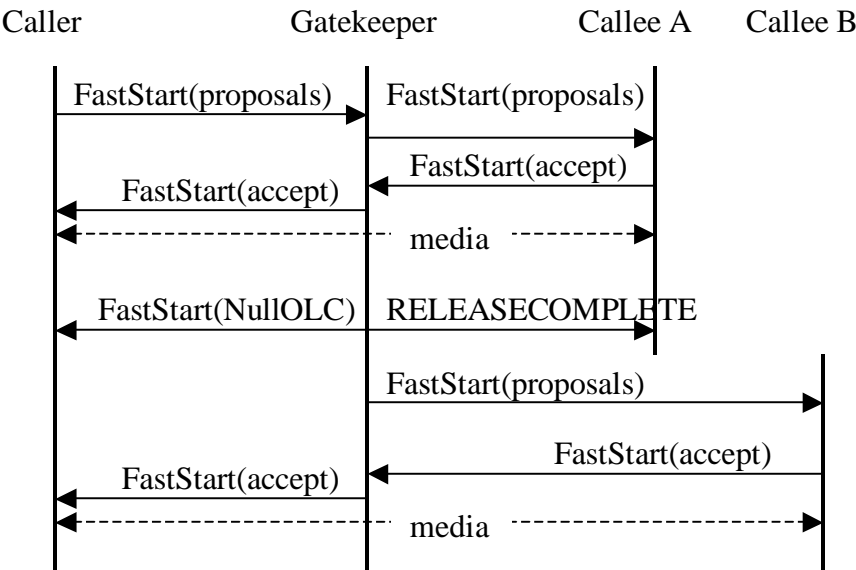 Caller Gatekeeper Callee A Callee B
FastStart(proposals) FastStart(proposals)
FastStart(accept)
FastStart(accept)
media
FastStart(NullOLC) RELEASECOMPLETE
FastStart(proposals)
FastStart(accept)
FastStart(accept)
media